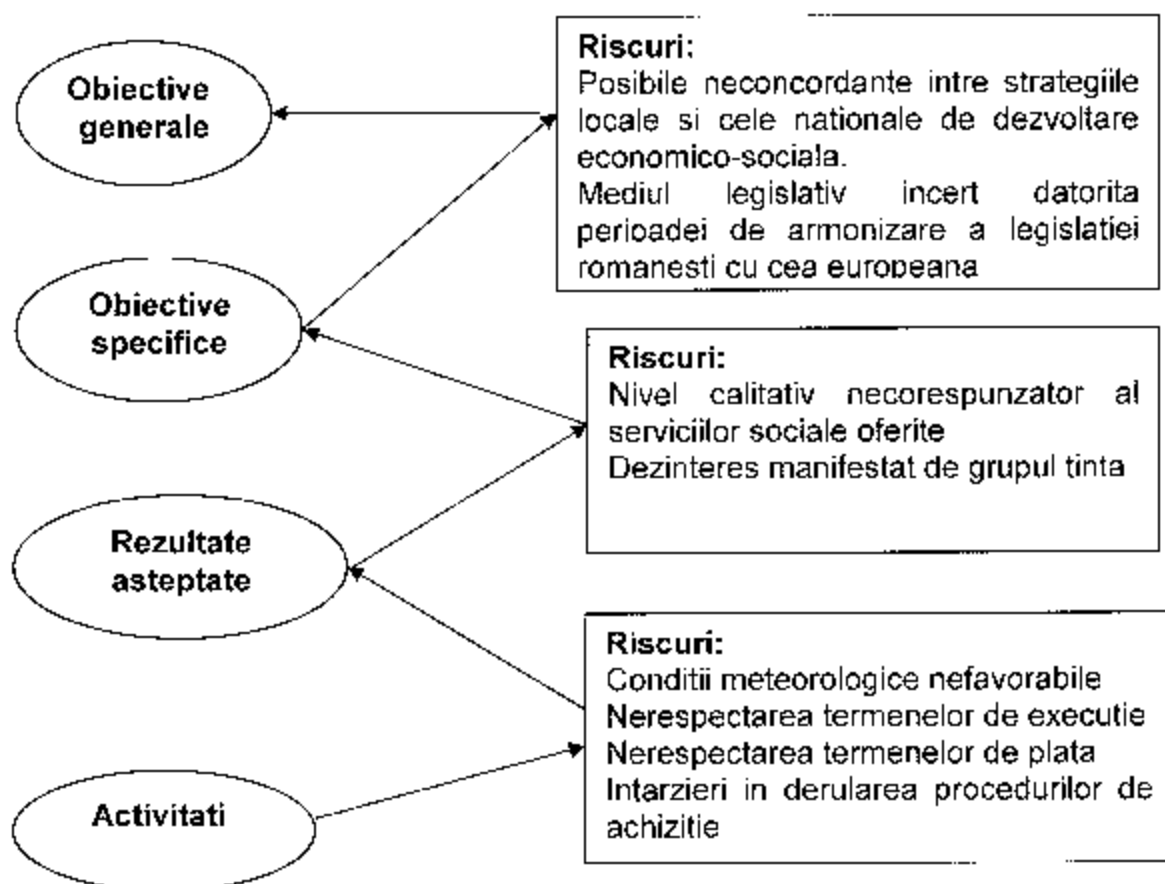 Obiective
generale
Riscuri:
Posibile neconcordante intre strategiile
locale si cele nationale de dezvoltare
economico-sociala.
Mediul legislativ incert datorita
perioadei de armonizare a legislatiei
romanesti cu cea europeana
Obiective
specifice
Riscuri:
Nivel calitativ necorespunzator al
serviciilor sociale oferite
Dezinteres manifestat de grupul tinta
Rezultate
asteptate
Riscuri:
Conditii meteorologice nefavorabile
Nerespectarea termenelor de executie
Nerespectarea termenelor de plata
Intarzieri in derularea procedurilor de
achizitie
Activitati